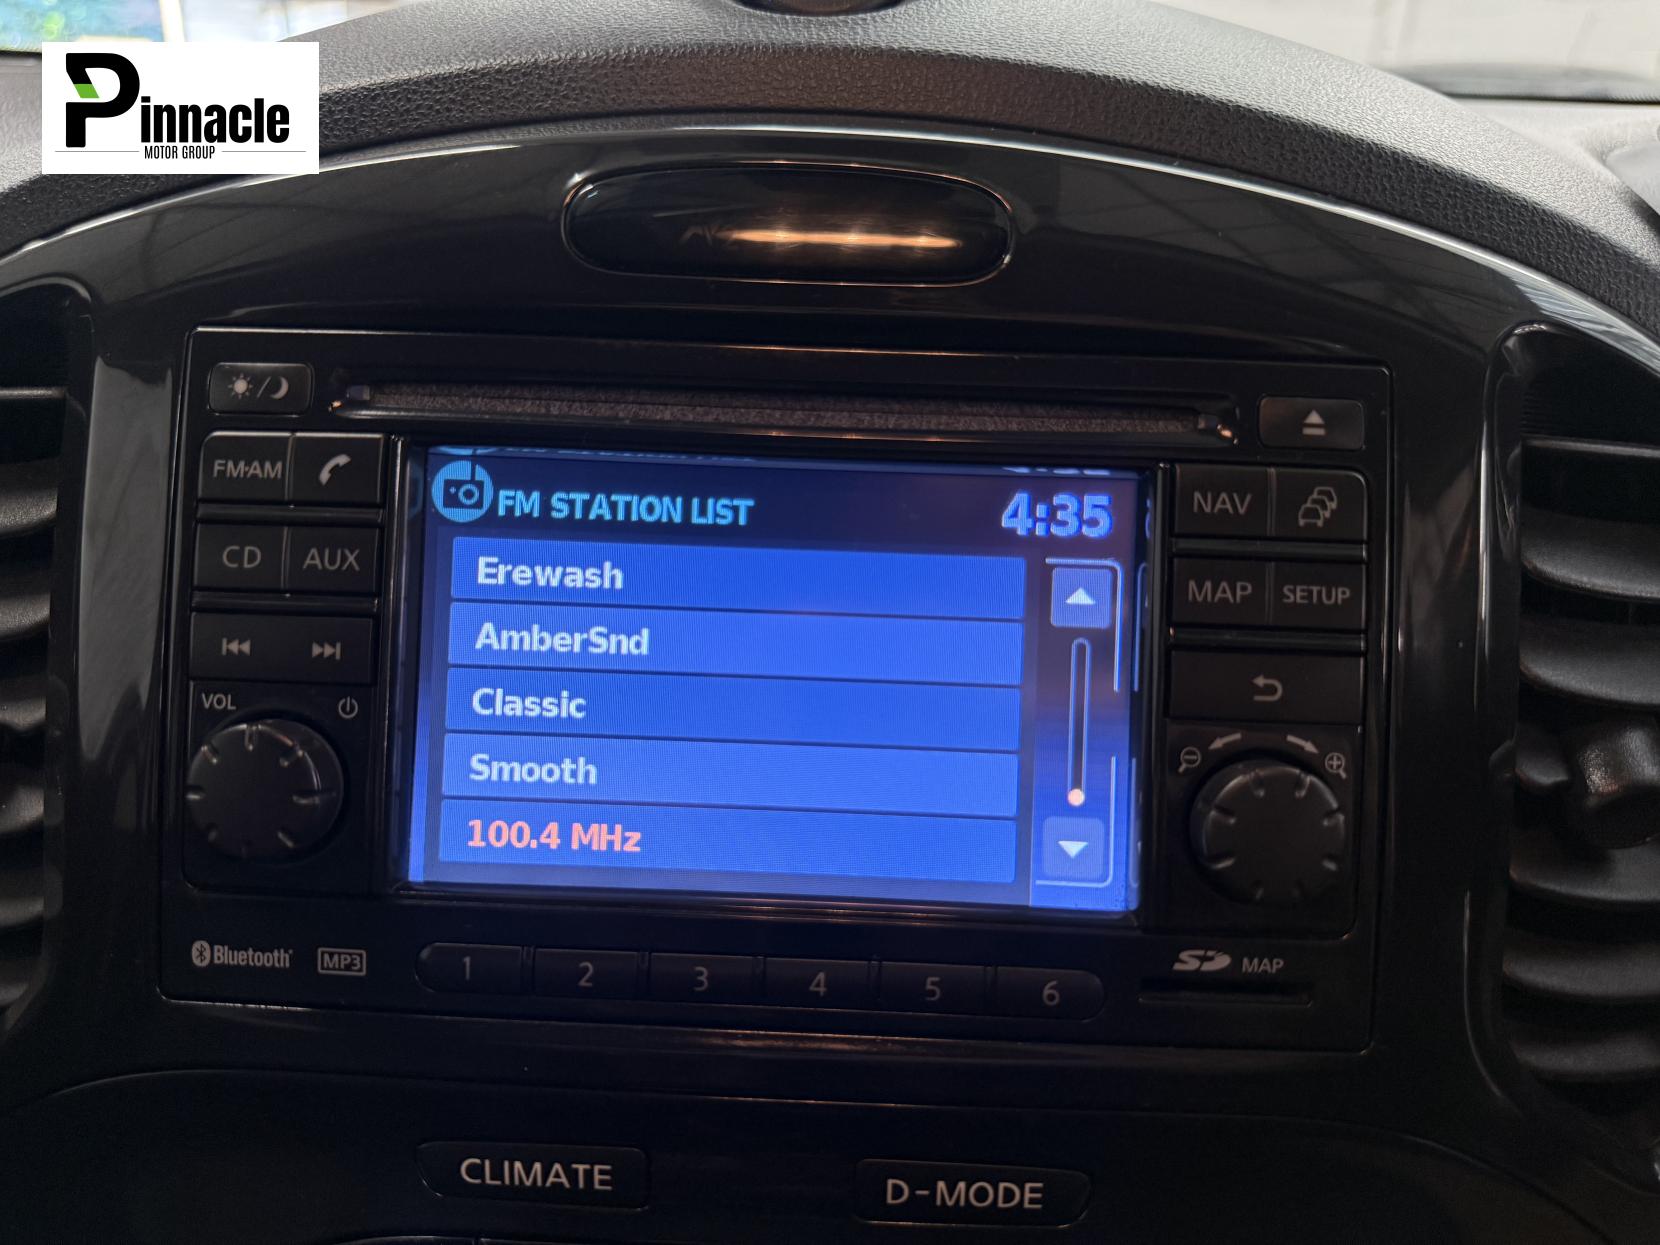 Pinnacle
MOTOR GROUP
FM·AM
CD
AUX
VOL
FM STATION LIST
4:35
Erewash
AmberSnd
Classic
Smooth
100.4 MHz
NAV
MAP
SETUP
Bluetooth
MP3
1
2
3
4
5
6
SD
MAP
CLIMATE
D-MODE